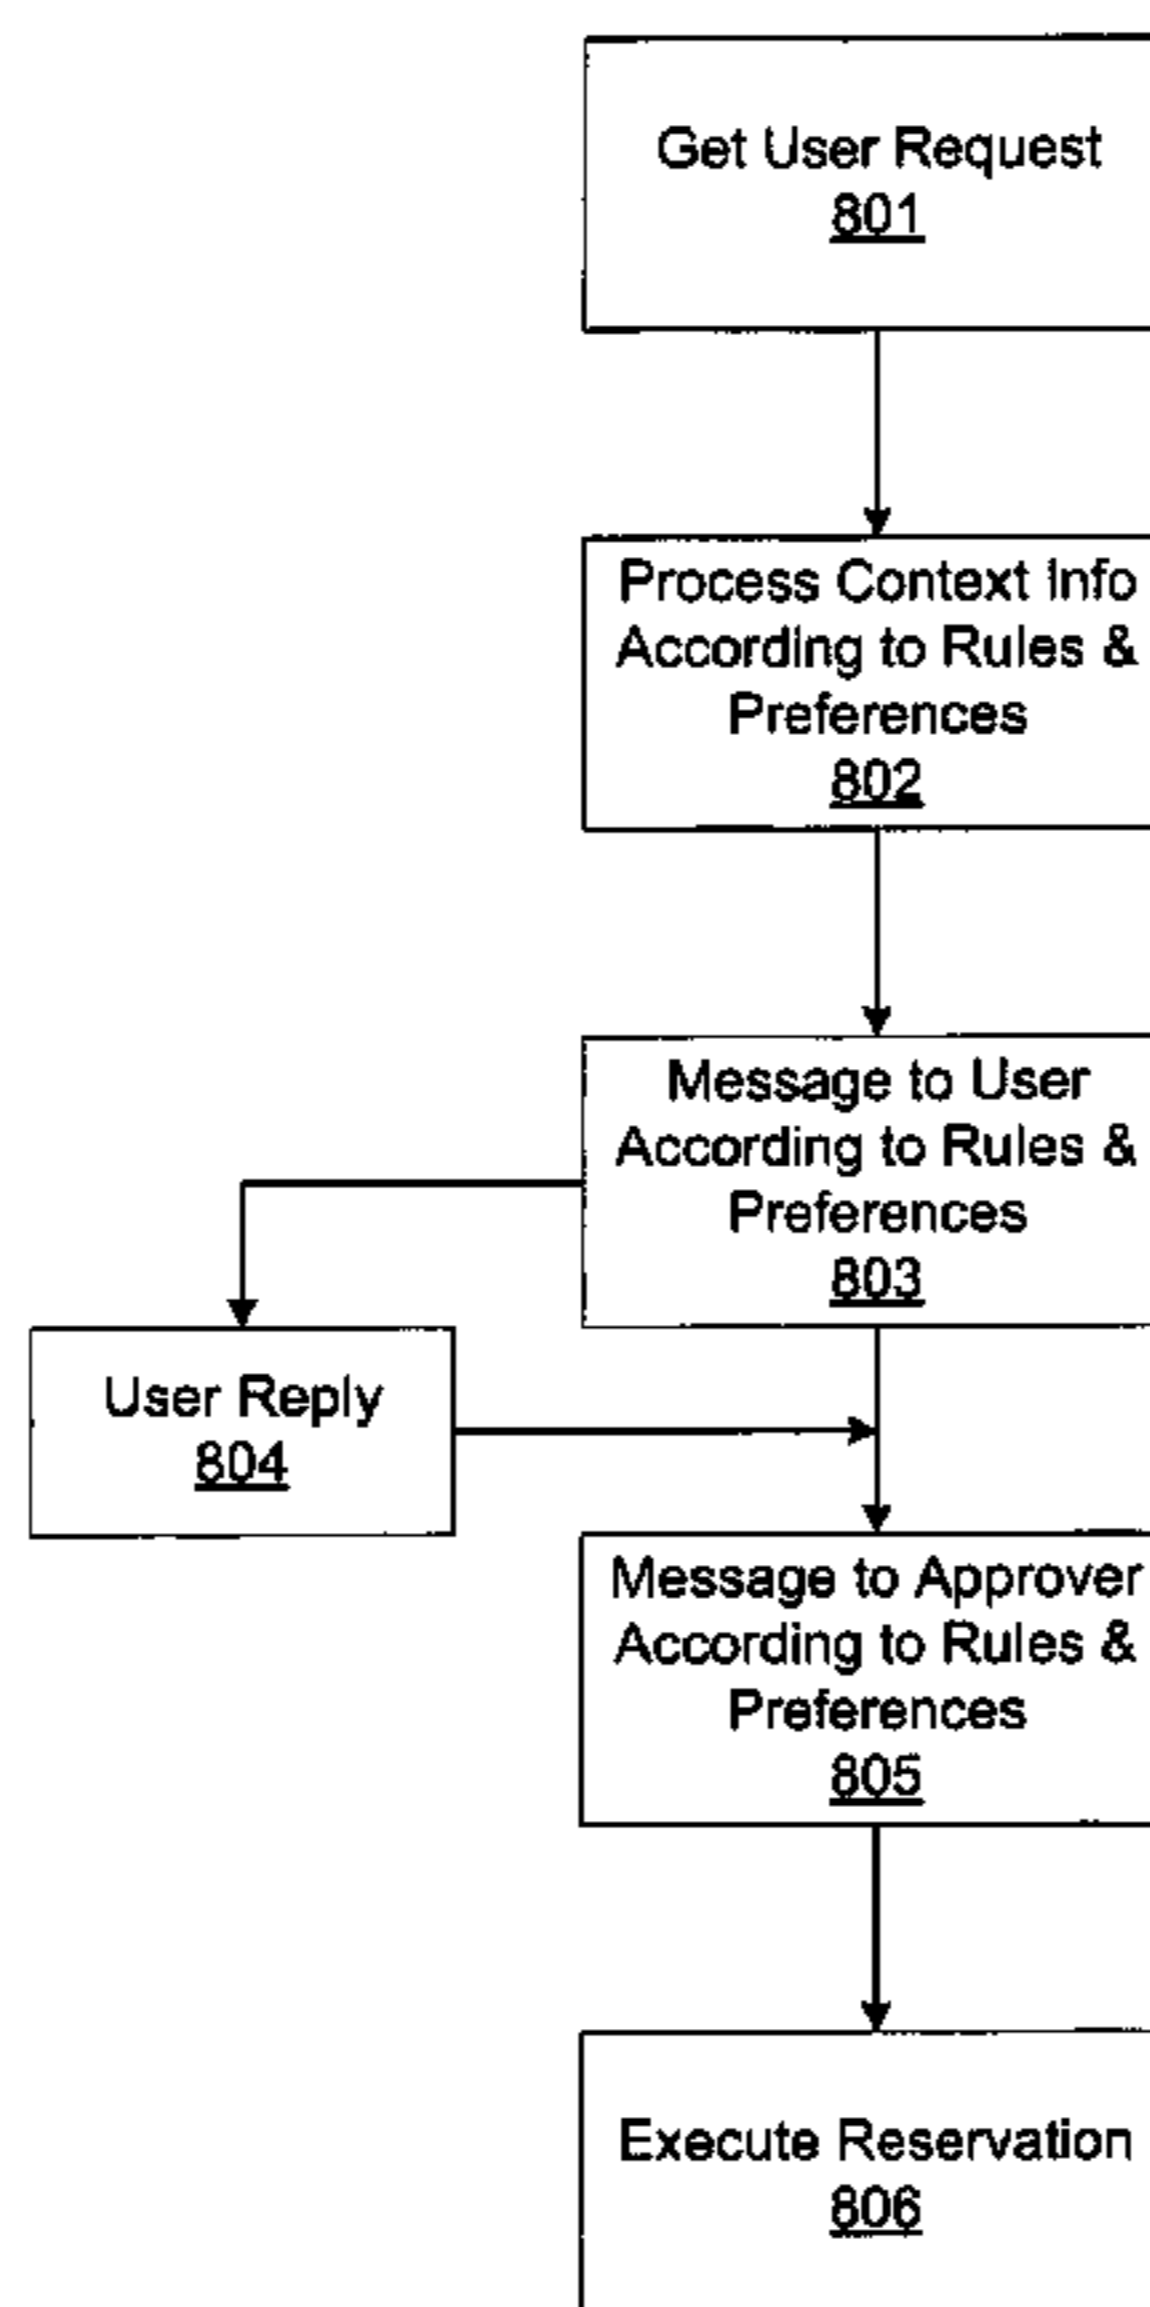 Get User Request
801
Process Context Info
According to Rules &
Preferences
802
Message to User
According to Rules &
Preferences
803
User Reply
804
Message to Approver
According to Rules &
Preferences
805
Execute Reservation
806